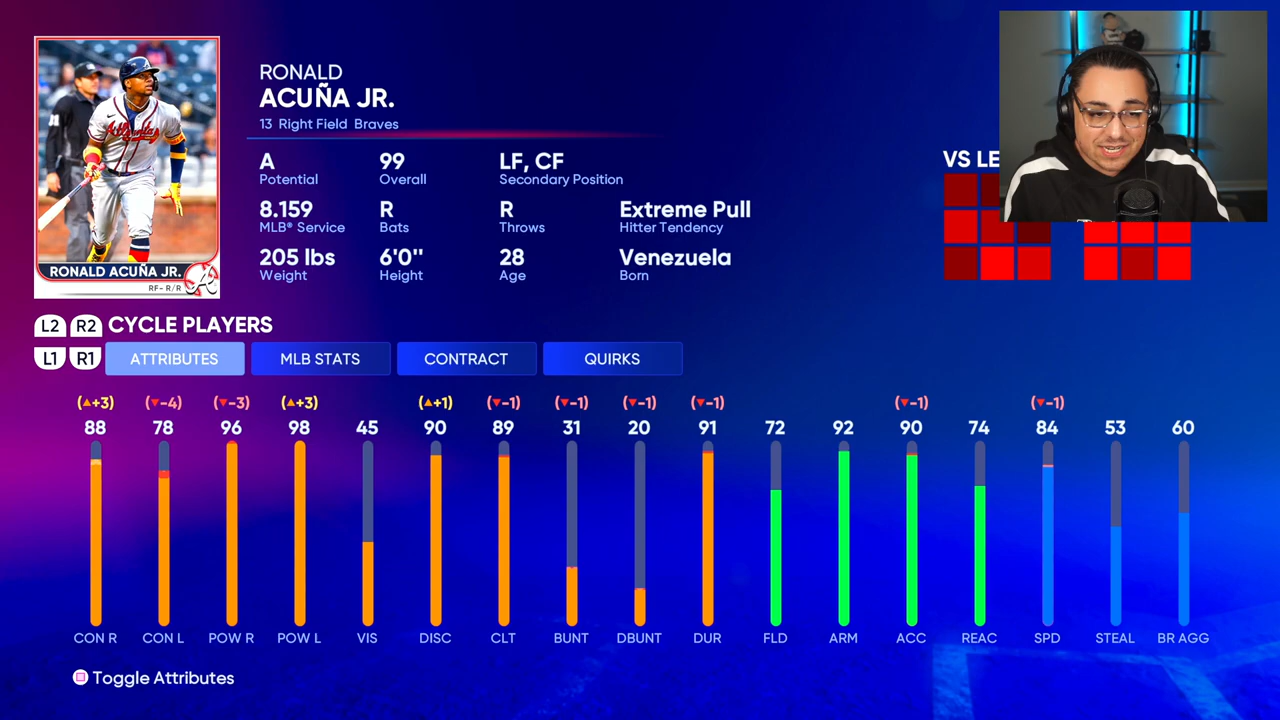 RONALD
ACUÑA JR.
13 Right Field Braves
A
Potential
99
Overall
LF, CF
Secondary Position
8.159
MLB® Service
R
Bats
R
Throws
Extreme Pull
Hitter Tendency
205 lbs
Weight
6'0"
Height
28
Age
Venezuela
Born
VS LE
Atlanta
RONALD ACUÑA JR.
RF- R/R
L2 R2 CYCLE PLAYERS
L1 R1 ATTRIBUTES MLB STATS CONTRACT QUIRKS
(▲+3) (▼-4) (▼-3) (▲+3) (▲+1) (▼-1) (▼-1) (▼-1) (▼-1) (▼-1) (▼-1)
88 78 96 98 45 90 89 31 20 91 72 92 90 74 84 53 60
CON R CON L POW R POW L VIS DISC CLT BUNT DBUNT DUR FLD ARM ACC REAC SPD STEAL BR AGG
Toggle Attributes